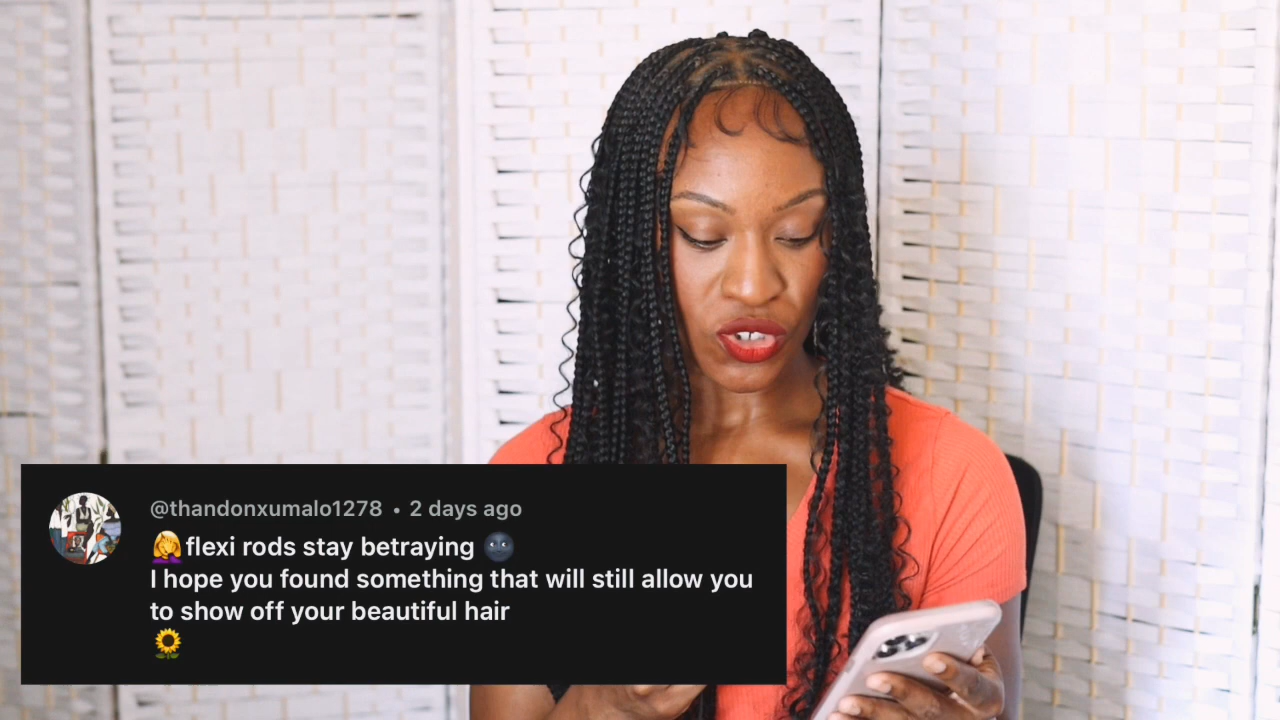 @thandonxumalo1278 • 2 days ago
🤦‍♀️flexi rods stay betraying 🌚
I hope you found something that will still allow you
to show off your beautiful hair
🌻